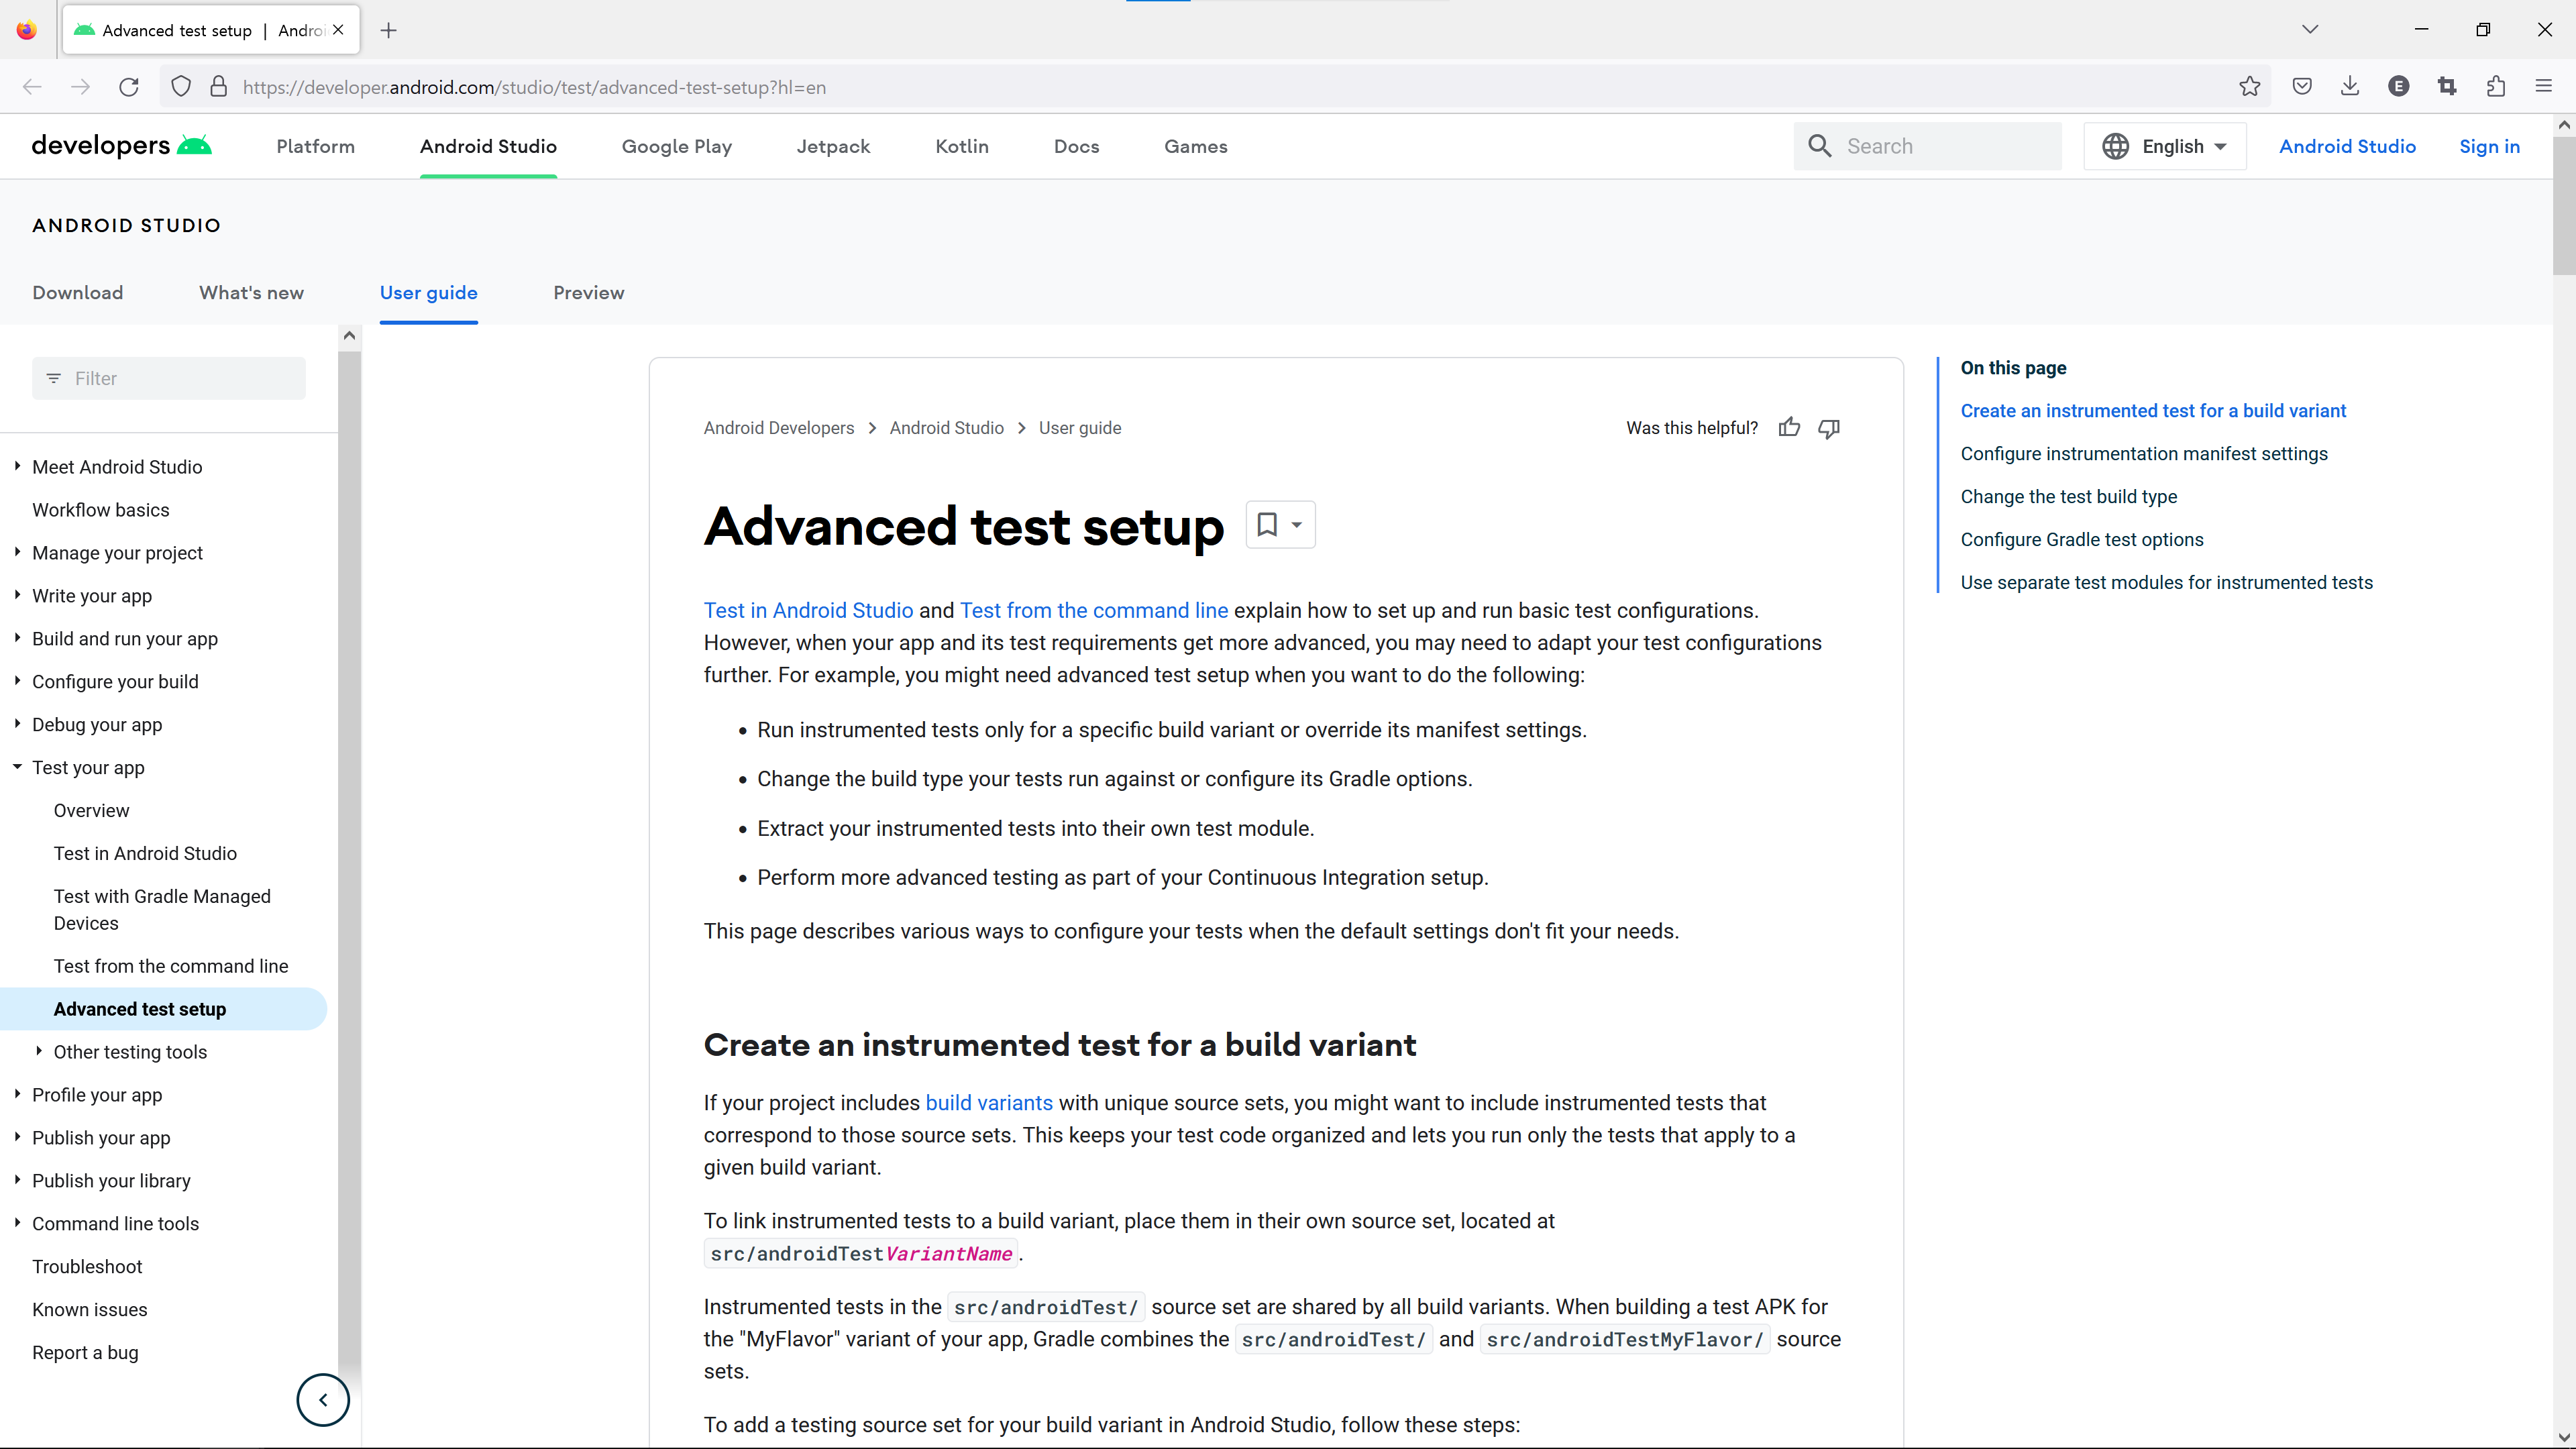 Advanced test setup | Androi
https://developer.android.com/studio/test/advanced-test-setup?hl=en
E
developers
Platform
Android Studio
Google Play
Jetpack
Kotlin
Docs
Games
Search
English
Android Studio
Sign in
ANDROID STUDIO
Download
What's new
User guide
Preview
Filter
Meet Android Studio
Workflow basics
Manage your project
Write your app
Build and run your app
Configure your build
Debug your app
Test your app
Overview
Test in Android Studio
Test with Gradle Managed
Devices
Test from the command line
Advanced test setup
Other testing tools
Profile your app
Publish your app
Publish your library
Command line tools
Troubleshoot
Known issues
Report a bug
Android Developers > Android Studio > User guide
Was this helpful?
Advanced test setup
Test in Android Studio and Test from the command line explain how to set up and run basic test configurations.
However, when your app and its test requirements get more advanced, you may need to adapt your test configurations
further. For example, you might need advanced test setup when you want to do the following:
• Run instrumented tests only for a specific build variant or override its manifest settings.
• Change the build type your tests run against or configure its Gradle options.
• Extract your instrumented tests into their own test module.
• Perform more advanced testing as part of your Continuous Integration setup.
This page describes various ways to configure your tests when the default settings don't fit your needs.
Create an instrumented test for a build variant
If your project includes build variants with unique source sets, you might want to include instrumented tests that
correspond to those source sets. This keeps your test code organized and lets you run only the tests that apply to a
given build variant.
To link instrumented tests to a build variant, place them in their own source set, located at
src/androidTestVariantName.
Instrumented tests in the src/androidTest/ source set are shared by all build variants. When building a test APK for
the "MyFlavor" variant of your app, Gradle combines the src/androidTest/ and src/androidTestMyFlavor/ source
sets.
To add a testing source set for your build variant in Android Studio, follow these steps:
On this page
Create an instrumented test for a build variant
Configure instrumentation manifest settings
Change the test build type
Configure Gradle test options
Use separate test modules for instrumented tests